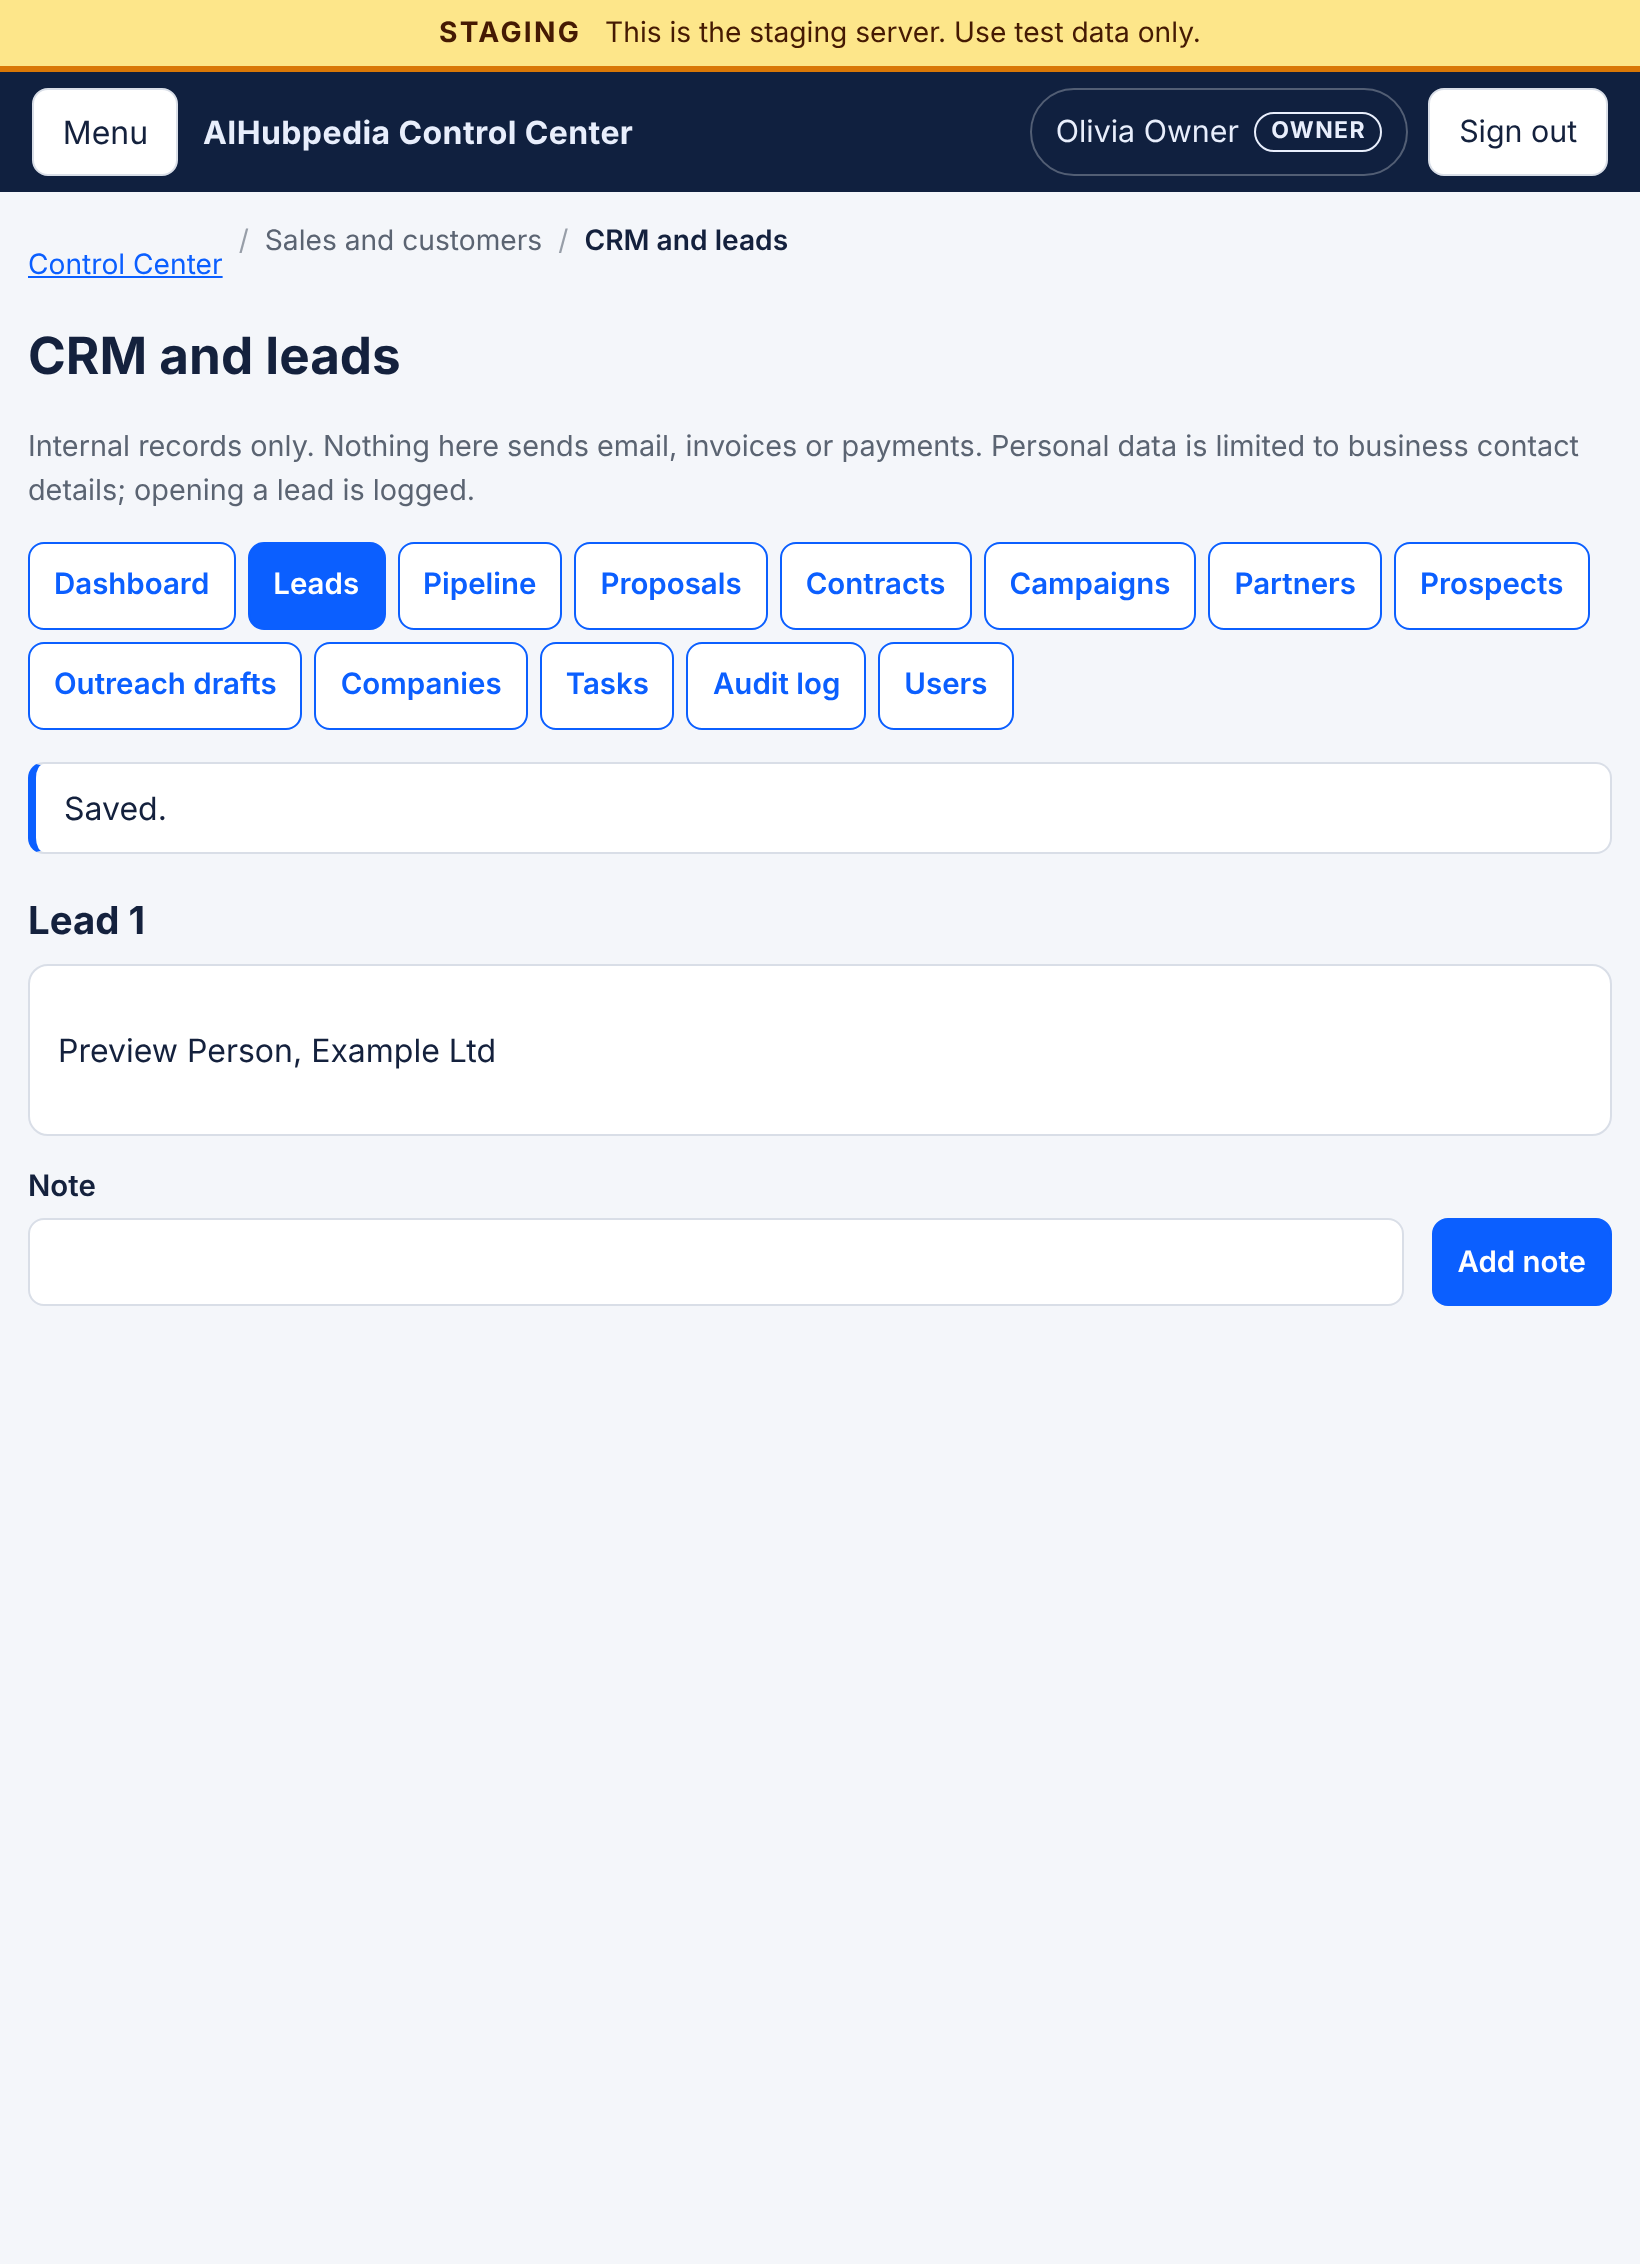 STAGING This is the staging server. Use test data only.
Menu AIHubpedia Control Center Olivia Owner OWNER Sign out
Control Center / Sales and customers / CRM and leads
CRM and leads
Internal records only. Nothing here sends email, invoices or payments. Personal data is limited to business contact
details; opening a lead is logged.
Dashboard Leads Pipeline Proposals Contracts Campaigns Partners Prospects
Outreach drafts Companies Tasks Audit log Users
Saved.
Lead 1
Preview Person, Example Ltd
Note
Add note